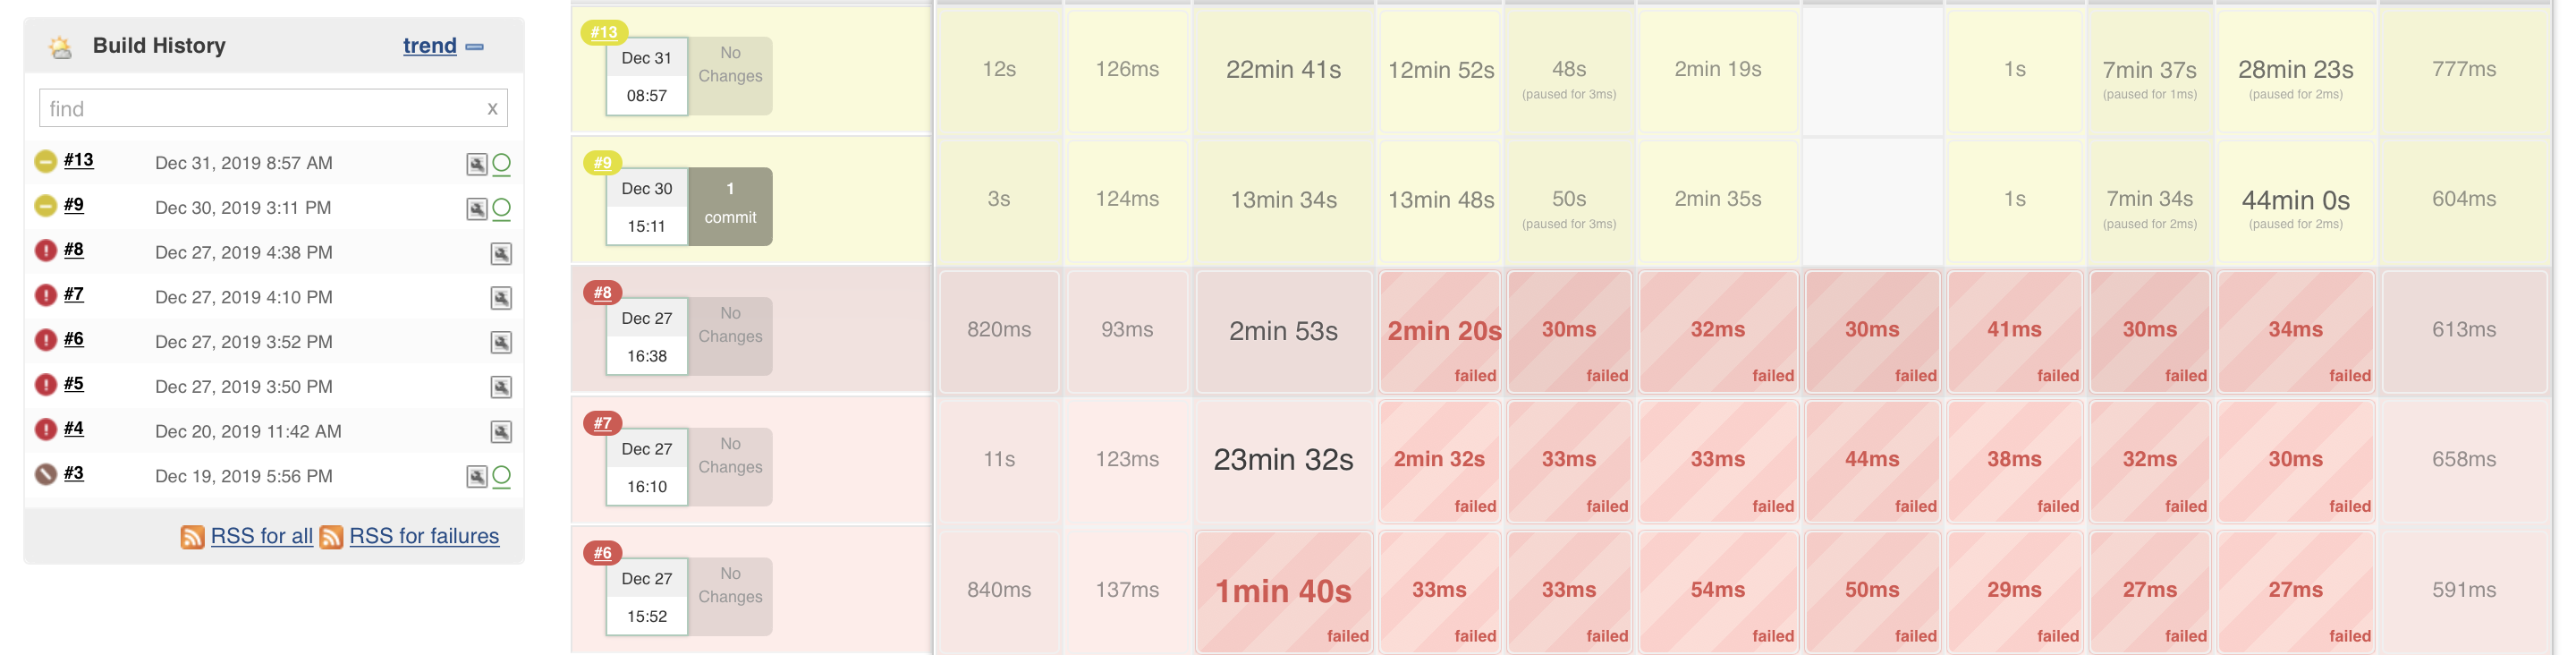 Build History
trend
find
x
#13
Dec 31, 2019 8:57 AM
#9
Dec 30, 2019 3:11 PM
#8
Dec 27, 2019 4:38 PM
#7
Dec 27, 2019 4:10 PM
#6
Dec 27, 2019 3:52 PM
#5
Dec 27, 2019 3:50 PM
#4
Dec 20, 2019 11:42 AM
#3
Dec 19, 2019 5:56 PM
RSS for all
RSS for failures
#13
Dec 31
08:57
No
Changes
12s
126ms
22min 41s
12min 52s
48s
(paused for 3ms)
2min 19s
1s
7min 37s
(paused for 1ms)
28min 23s
(paused for 2ms)
777ms
#9
Dec 30
15:11
1
commit
3s
124ms
13min 34s
13min 48s
50s
(paused for 3ms)
2min 35s
1s
7min 34s
(paused for 2ms)
44min 0s
(paused for 2ms)
604ms
#8
Dec 27
16:38
No
Changes
820ms
93ms
2min 53s
2min 20s
failed
30ms
failed
32ms
failed
30ms
failed
41ms
failed
30ms
failed
34ms
failed
613ms
#7
Dec 27
16:10
No
Changes
11s
123ms
23min 32s
2min 32s
failed
33ms
failed
33ms
failed
44ms
failed
38ms
failed
32ms
failed
30ms
failed
658ms
#6
Dec 27
15:52
No
Changes
840ms
137ms
1min 40s
failed
33ms
failed
33ms
failed
54ms
failed
50ms
failed
29ms
failed
27ms
failed
27ms
failed
591ms